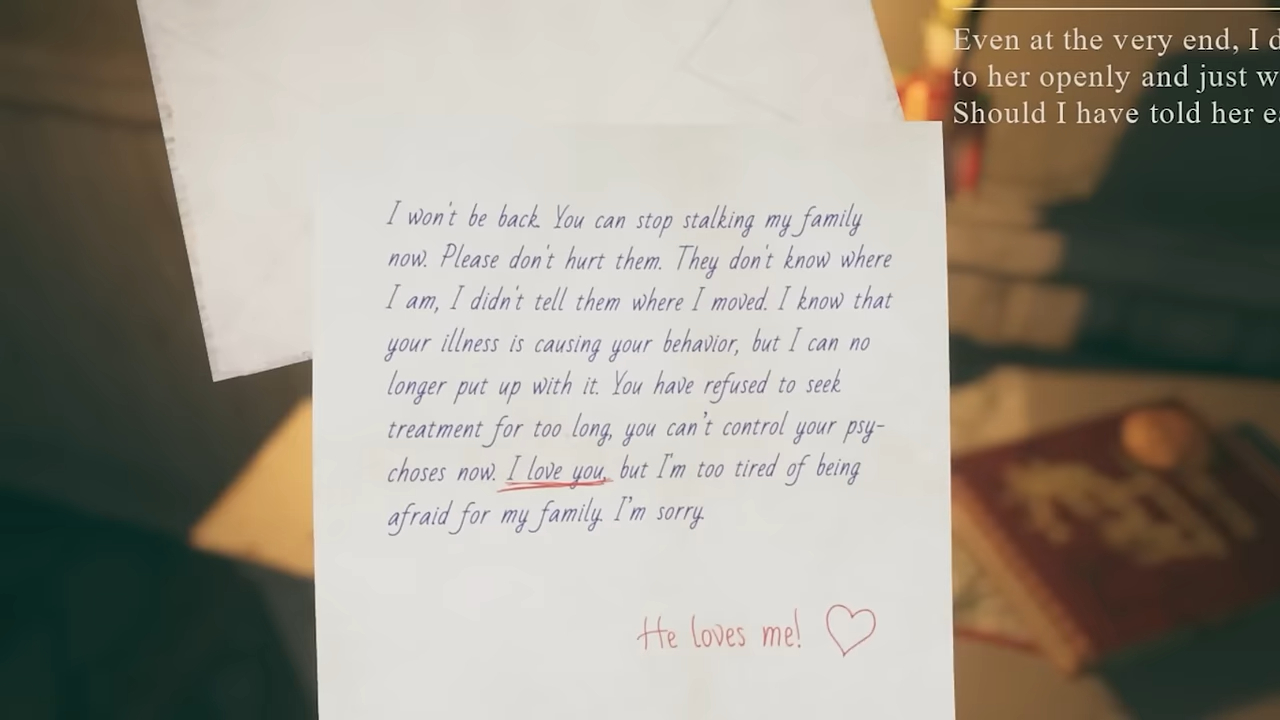 Even at the very end, I
to her openly and just
Should I have told her
I won't be back. You can stop stalking my family
now. Please don't hurt them. They don't know where
I am, I didn't tell them where I moved. I know that
your illness is causing your behavior, but I can no
longer put up with it. You have refused to seek
treatment for too long, you can't control your psy-
choses now. I love you, but I'm too tired of being
afraid for my family. I'm sorry.
He loves me!